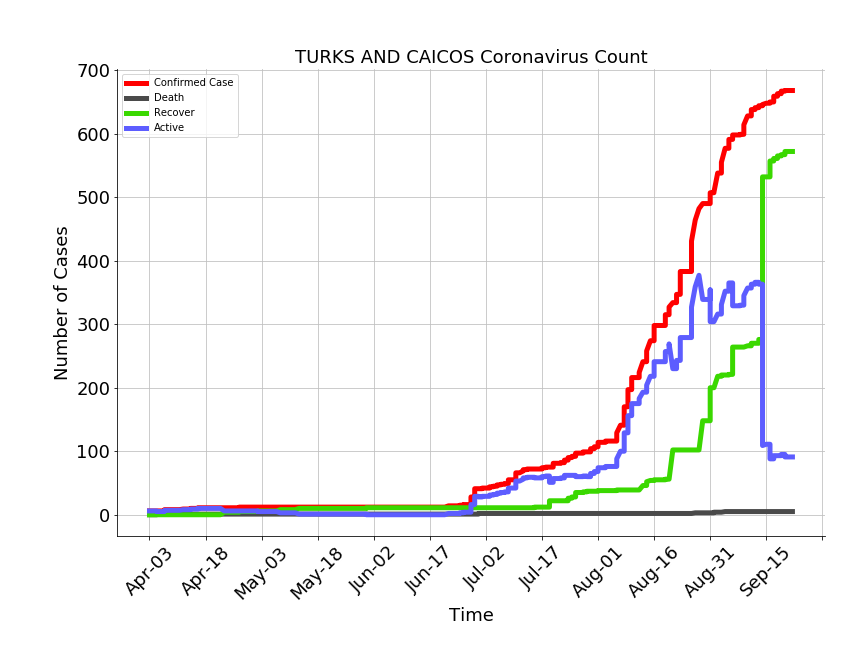 TURKS AND CAICOS Coronavirus Count
Confirmed Case
Death
Recover
Active
Number of Cases
700
600
500
400
300
200
100
0
Apr-03
Apr-18
May-03
May-18
Jun-02
Jun-17
Jul-02
Jul-17
Aug-01
Aug-16
Aug-31
Sep-15
Time